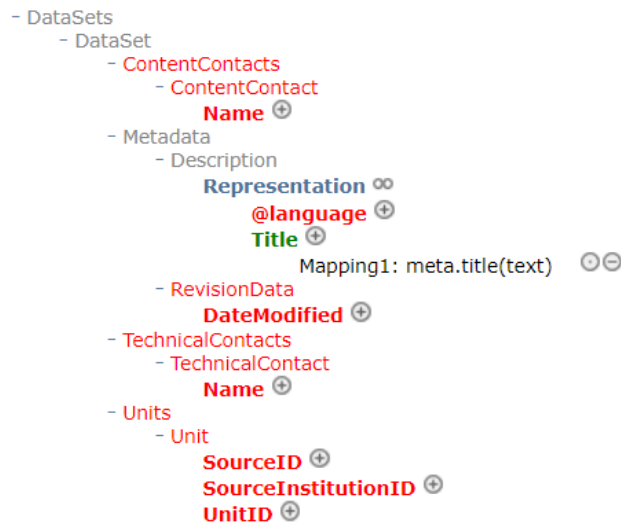 - DataSets
- DataSet
- ContentContacts
- ContentContact
Name
- Metadata
- Description
Representation
@language
Title
Mapping1: meta.title(text)
- RevisionData
DateModified
- TechnicalContacts
- TechnicalContact
Name
- Units
- Unit
SourceID
SourceInstitutionID
UnitID